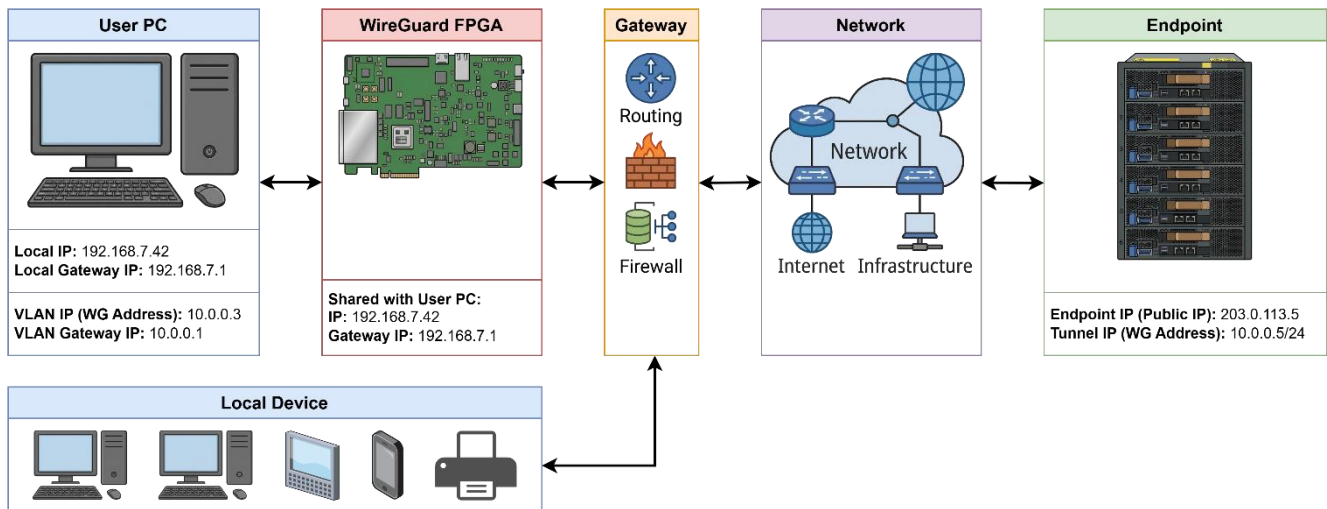 User PC
Local IP: 192.168.7.42
Local Gateway IP: 192.168.7.1
VLAN IP (WG Address): 10.0.0.3
VLAN Gateway IP: 10.0.0.1
WireGuard FPGA
Shared with User PC:
IP: 192.168.7.42
Gateway IP: 192.168.7.1
Gateway
Routing
Firewall
Network
Network
Internet
Infrastructure
Endpoint
Endpoint IP (Public IP): 203.0.113.5
Tunnel IP (WG Address): 10.0.0.5/24
Local Device